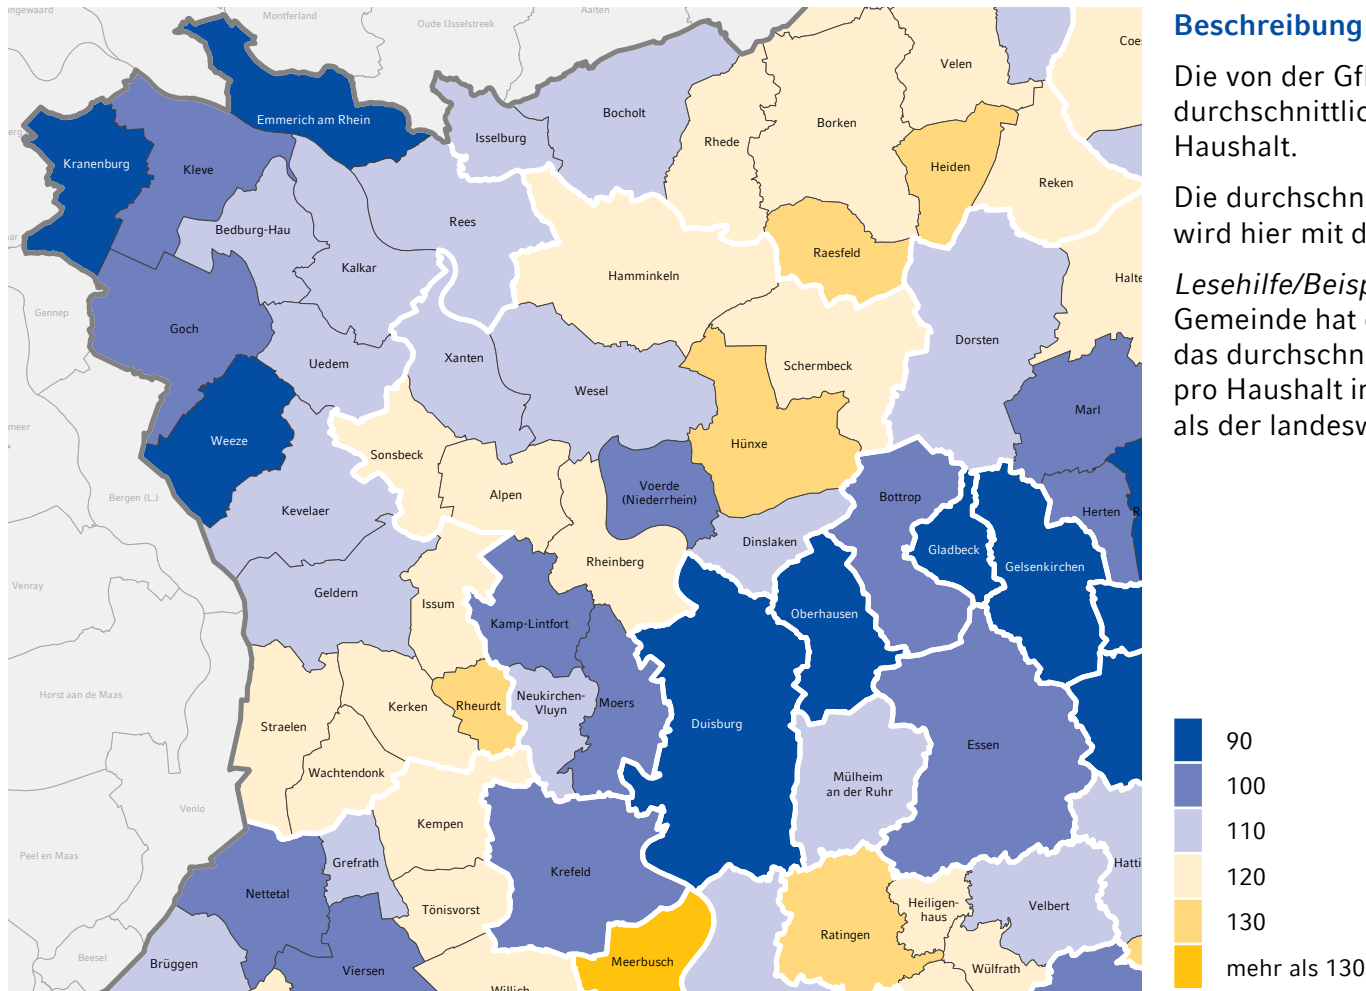 Beschreibung
Die von der Gf
durchschnittlic
Haushalt.
Die durchschn
wird hier mit d
Lesehilfe/Beisp
Gemeinde hat
das durchschn
pro Haushalt i
als der landesw
90
100
110
120
130
mehr als 130
ngewaard
Montferland
Oude IJsselstreek
Aalten
Coes
Velen
Emmerich am Rhein
Bocholt
Borken
Isselburg
Rhede
Heiden
Kranenburg
Kleve
Reken
Rees
Bedburg-Hau
Raesfeld
Kalkar
Hamminkeln
Halte
Gennep
Goch
Dorsten
Xanten
Uedem
Schermbeck
Wesel
Marl
meer
Weeze
Hünxe
Sonsbeck
Voerde
(Niederrhein)
Alpen
Bottrop
Bergen (L.)
Kevelaer
Herten
Dinslaken
Gladbeck
Rheinberg
Gelsenkirchen
Venray
Geldern
Issum
Oberhausen
Kamp-Lintfort
Horst aan de Maas
Neukirchen-
Vluyn
Moers
Kerken
Rheurdt
Straelen
Duisburg
Essen
Wachtendonk
Mülheim
an der Ruhr
Venlo
Kempen
Peel en Maas
Grefrath
Hatti
Krefeld
Nettetal
Heiligen-
haus
Velbert
Tönisvorst
Ratingen
Beesel
Brüggen
Viersen
Meerbusch
Wülfrath
Willich